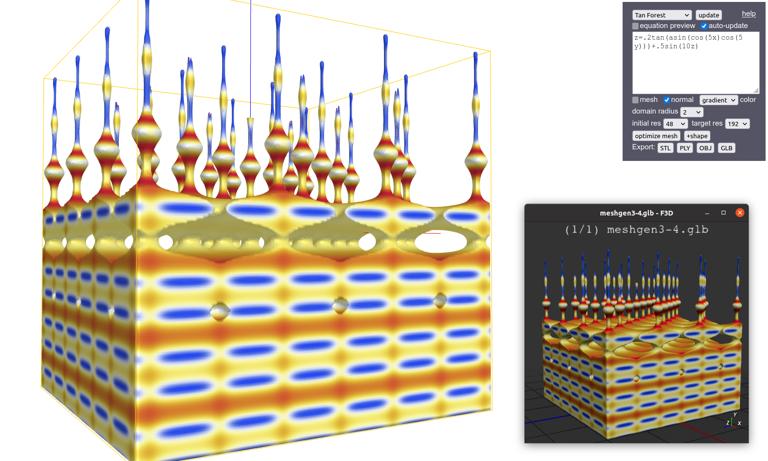 Tan Forest update help
equation preview auto-update
z=.2tan(asin(cos(5x)cos(5
y)))+.5sin(10z)
mesh normal gradient color
domain radius 2
initial res 48 target res 192
optimize mesh +shape
Export: STL PLY OBJ GLB
meshgen3-4.glb - F3D
(1/1) meshgen3-4.glb
Y
Z X